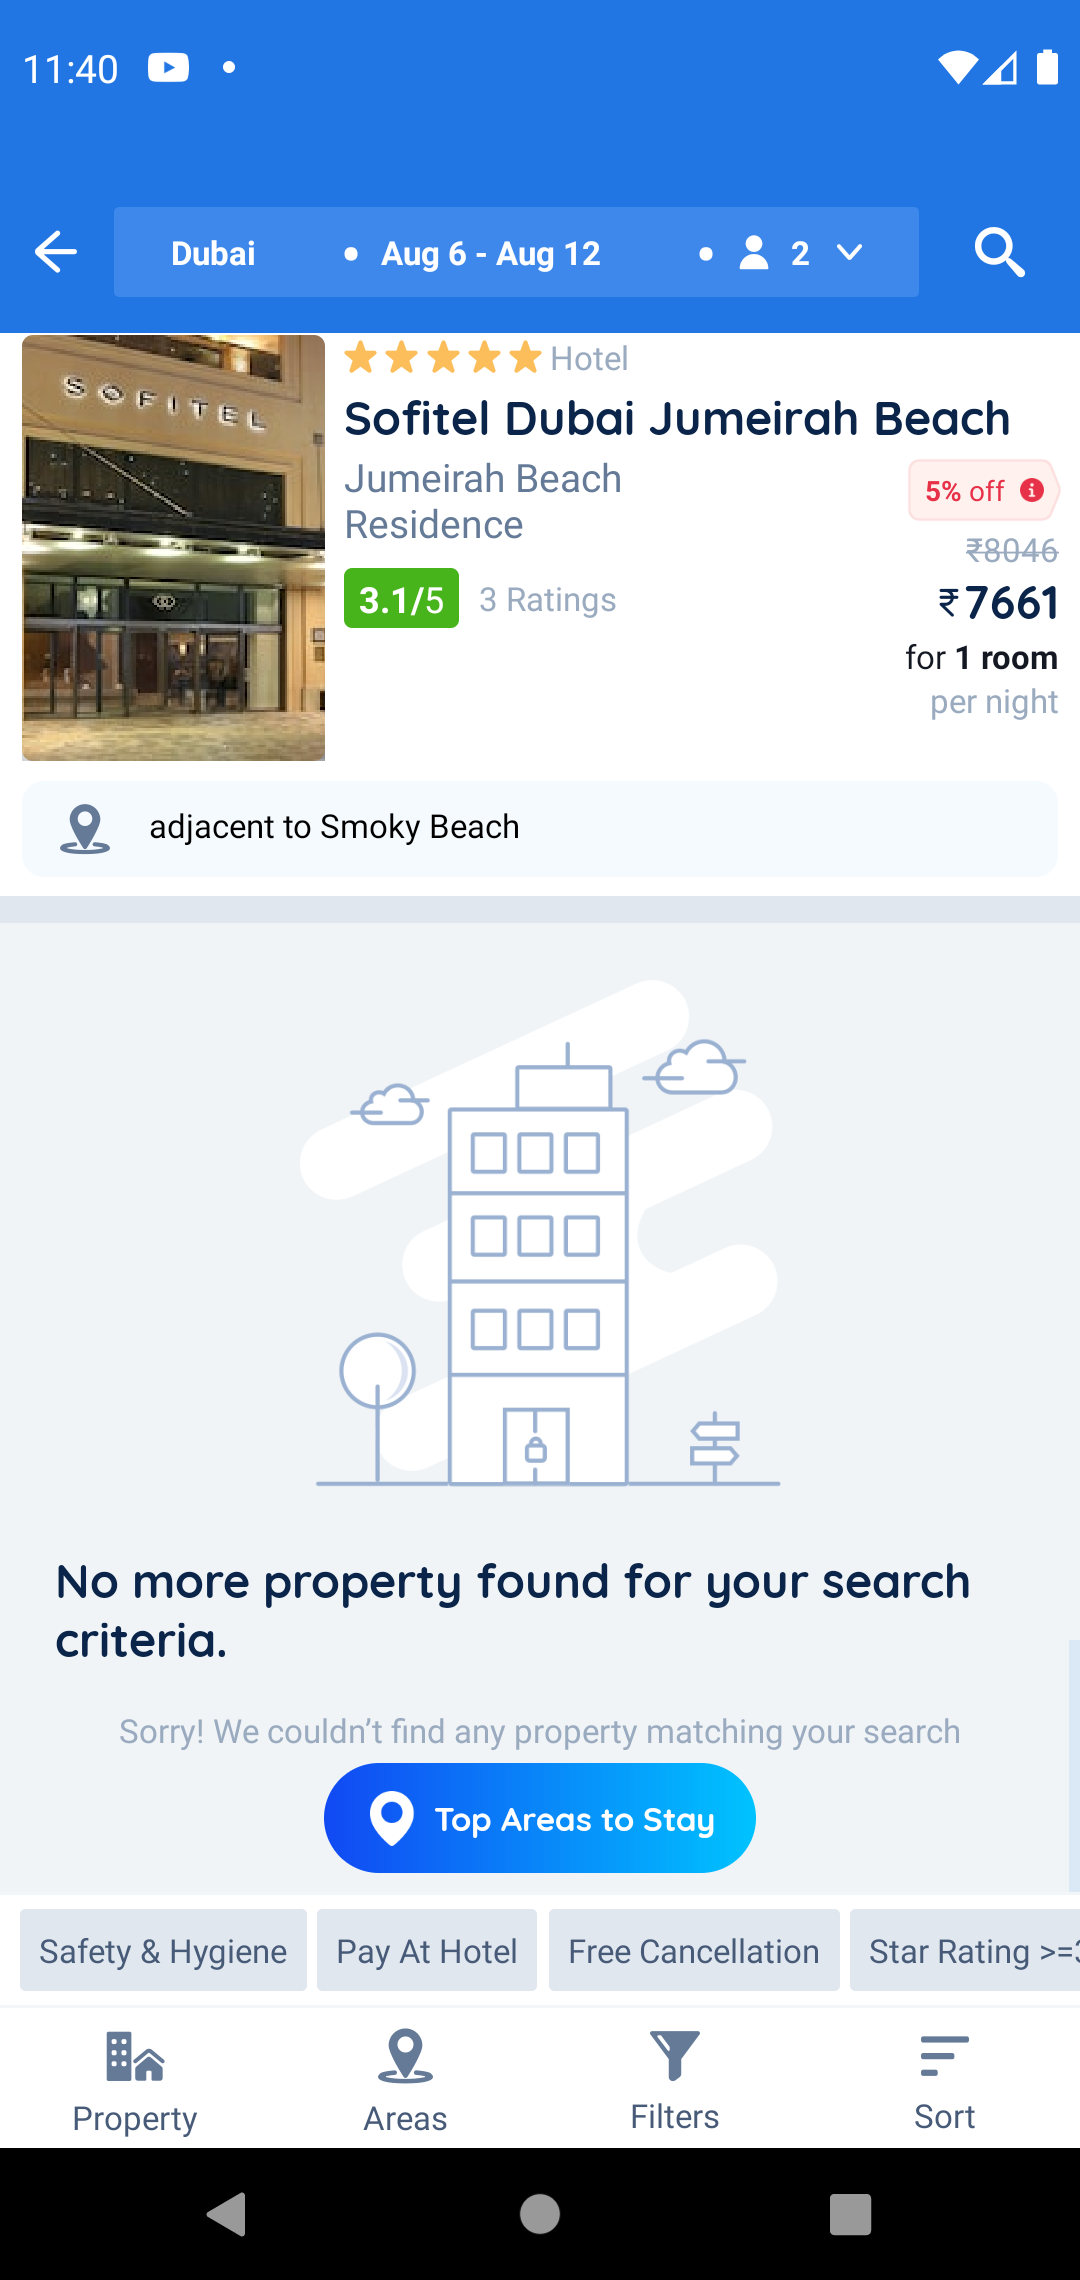 11:40
Dubai • Aug 6 - Aug 12 • 2
SOFITEL
Hotel
Sofitel Dubai Jumeirah Beach
Jumeirah Beach
Residence
5% off
₹8046
3.1/5 3 Ratings
₹7661
for 1 room
per night
adjacent to Smoky Beach
No more property found for your search
criteria.
Sorry! We couldn’t find any property matching your search
Top Areas to Stay
Safety & Hygiene Pay At Hotel Free Cancellation Star Rating >=3
Property Areas Filters Sort